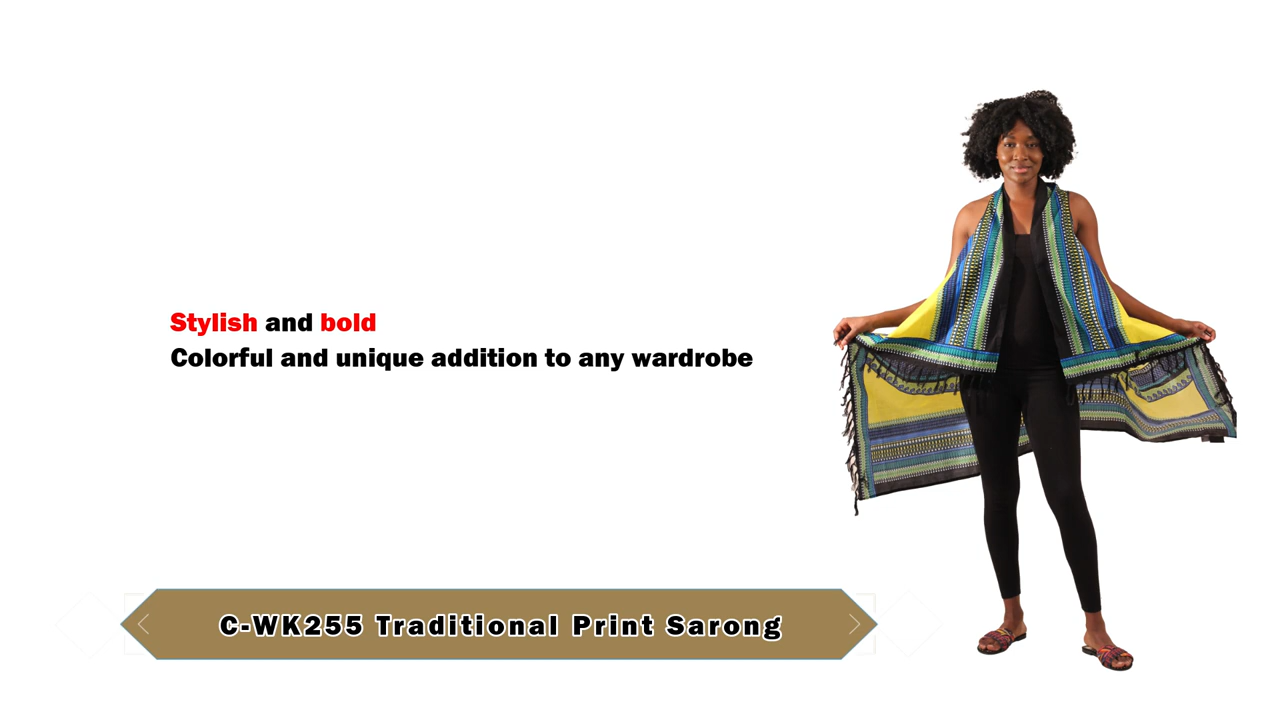 Stylish and bold
Colorful and unique addition to any wardrobe
C-WK255 Traditional Print Sarong